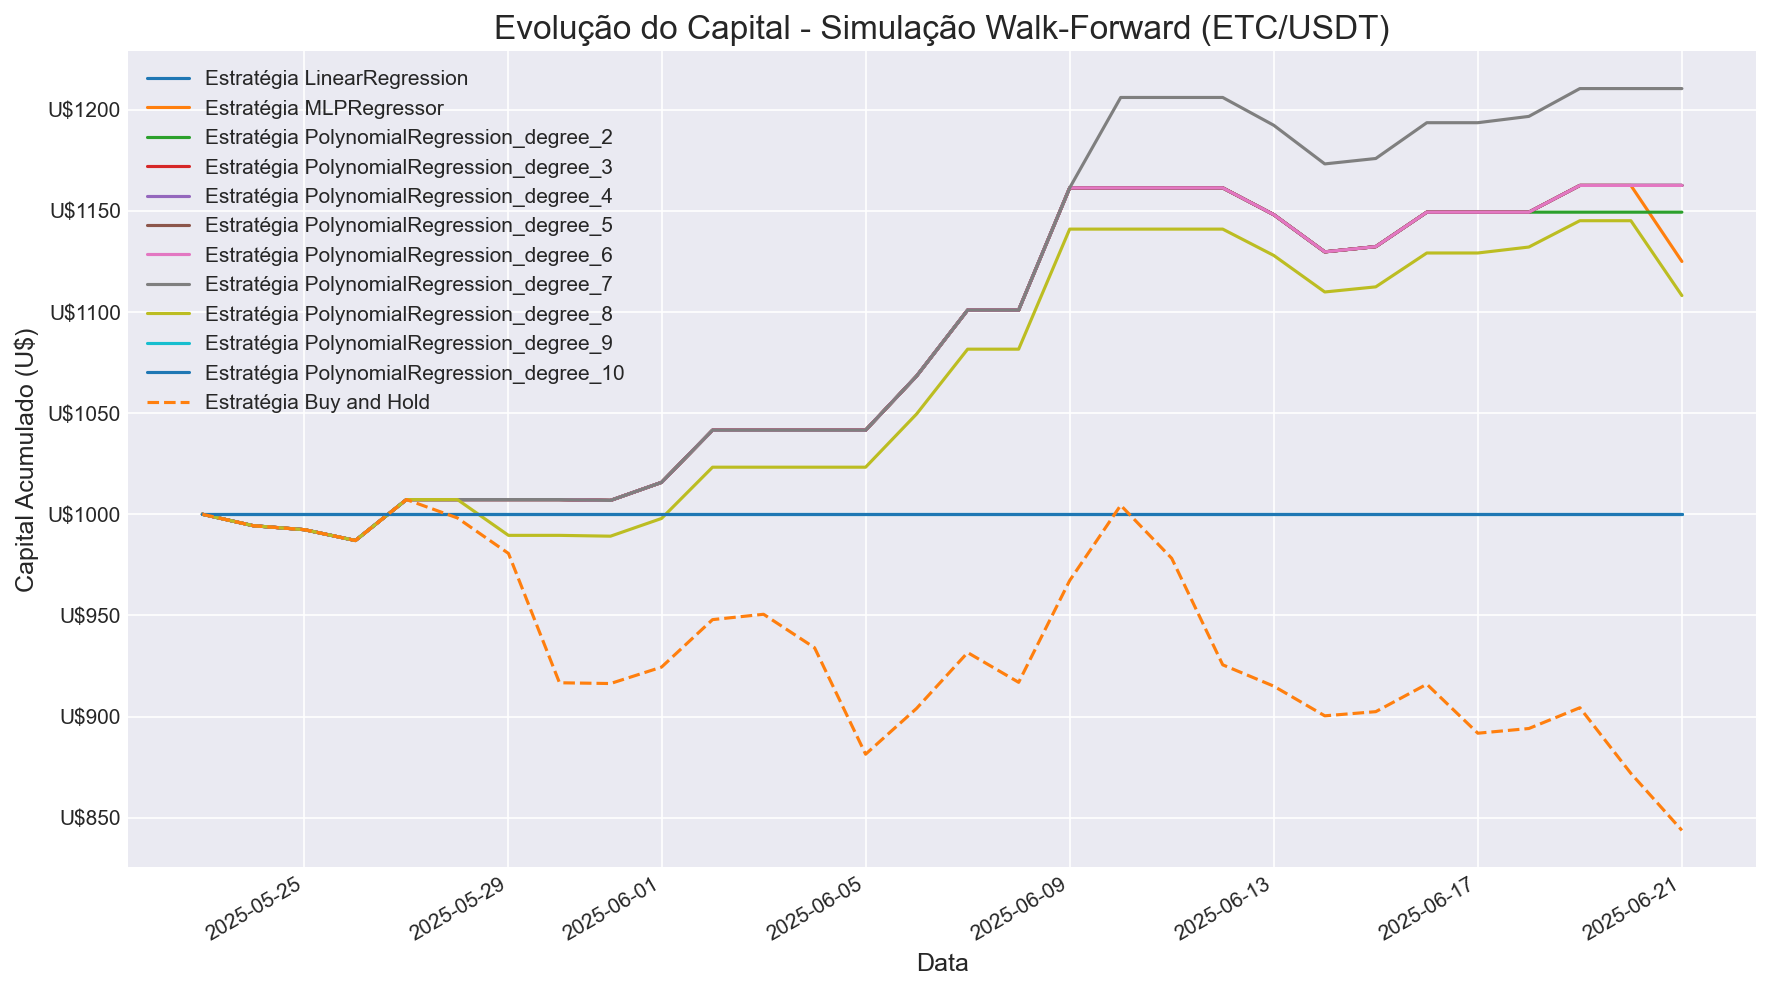 Evolução do Capital - Simulação Walk-Forward (ETC/USDT)
Estratégia LinearRegression
Estratégia MLPRegressor
Estratégia PolynomialRegression_degree_2
Estratégia PolynomialRegression_degree_3
Estratégia PolynomialRegression_degree_4
Estratégia PolynomialRegression_degree_5
Estratégia PolynomialRegression_degree_6
Estratégia PolynomialRegression_degree_7
Estratégia PolynomialRegression_degree_8
Estratégia PolynomialRegression_degree_9
Estratégia PolynomialRegression_degree_10
Estratégia Buy and Hold
U$1200
U$1150
U$1100
U$1050
U$1000
U$950
U$900
U$850
Capital Acumulado (U$)
2025-05-25
2025-05-29
2025-06-01
2025-06-05
2025-06-09
2025-06-13
2025-06-17
2025-06-21
Data